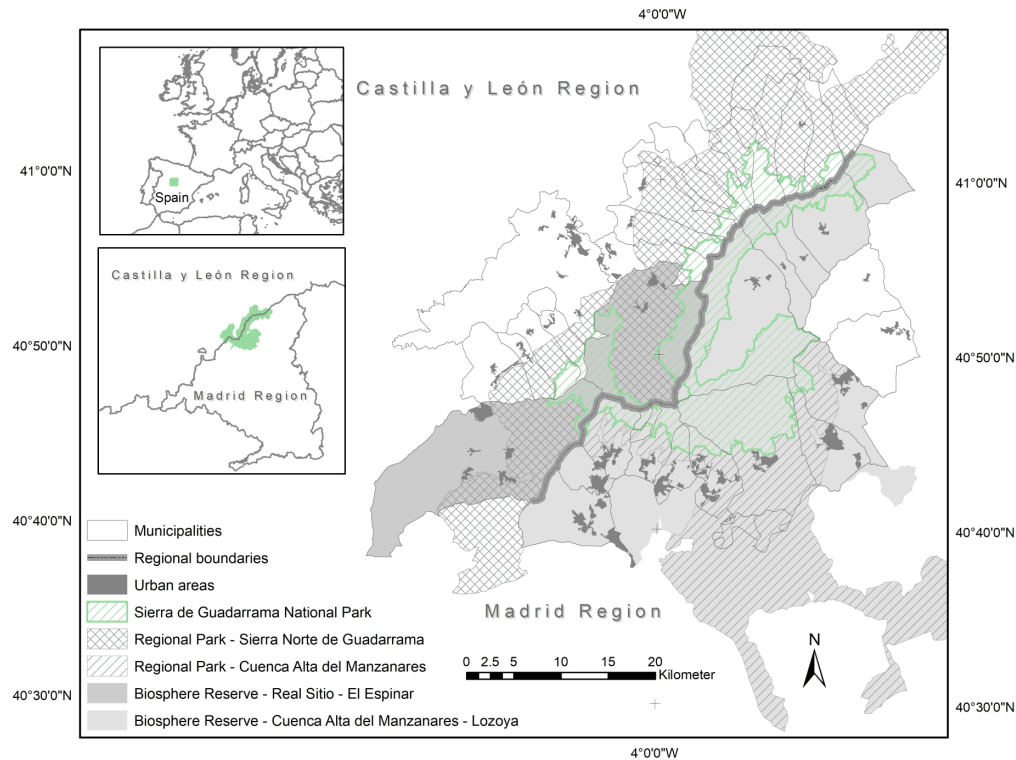 4°0'0"W
Castilla y León Region
41°0'0"N
41°0'0"N
Spain
Castilla y León Region
Madrid Region
40°50'0"N
40°50'0"N
40°40'0"N
40°40'0"N
Municipalities
Regional boundaries
Urban areas
Sierra de Guadarrama National Park
Madrid Region
Regional Park - Sierra Norte de Guadarrama
N
Regional Park - Cuenca Alta del Manzanares
0 2.5 5 10 15 20
Kilometer
Biosphere Reserve - Real Sitio - El Espinar
40°30'0"N
40°30'0"N
Biosphere Reserve - Cuenca Alta del Manzanares - Lozoya
4°0'0"W